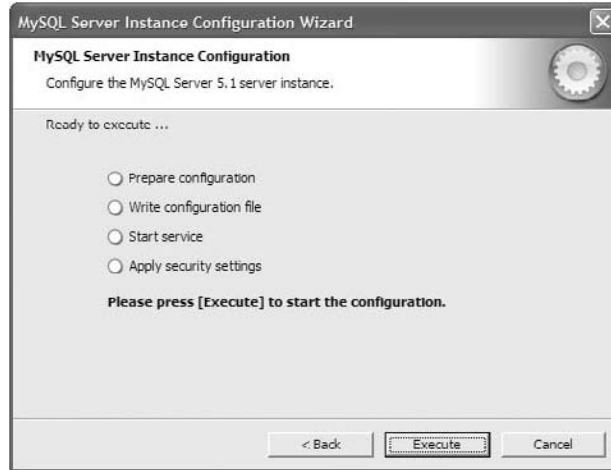 MySQL Server Instance Configuration Wizard
MySQL Server Instance Configuration
Configure the MySQL Server 5.1 server instance.
Ready to execute ...
Prepare configuration
Write configuration file
Start service
Apply security settings
Please press [Execute] to start the configuration.
< Back
Execute
Cancel